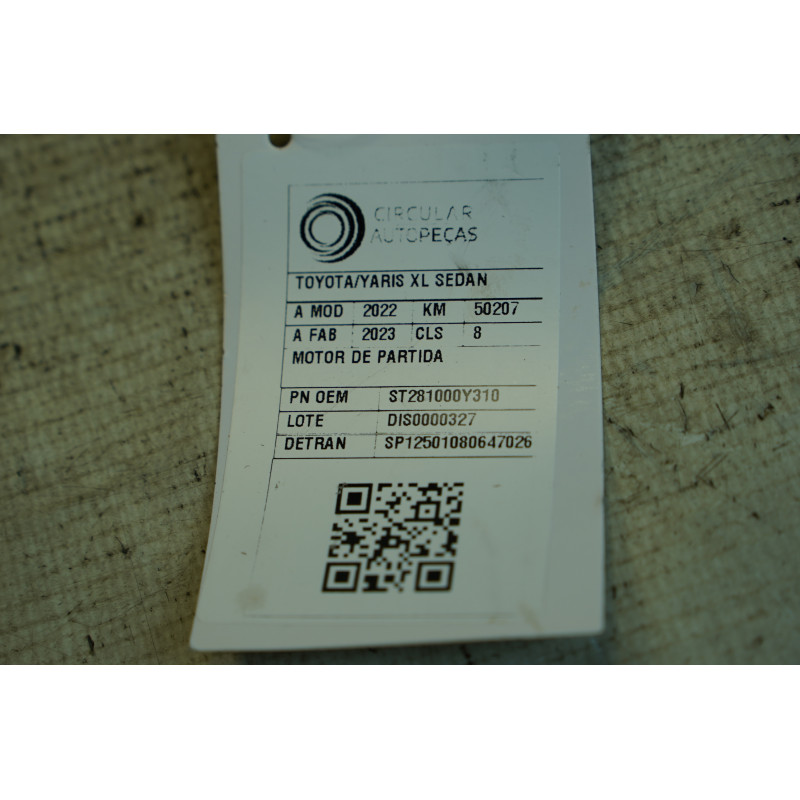 CIRCULAR
AUTOPEÇAS
TOYOTA/YARIS XL SEDAN
A MOD 2022 KM 50207
A FAB 2023 CLS 8
MOTOR DE PARTIDA
PN OEM ST281000Y310
LOTE DIS0000327
DETRAN SP12501080647026